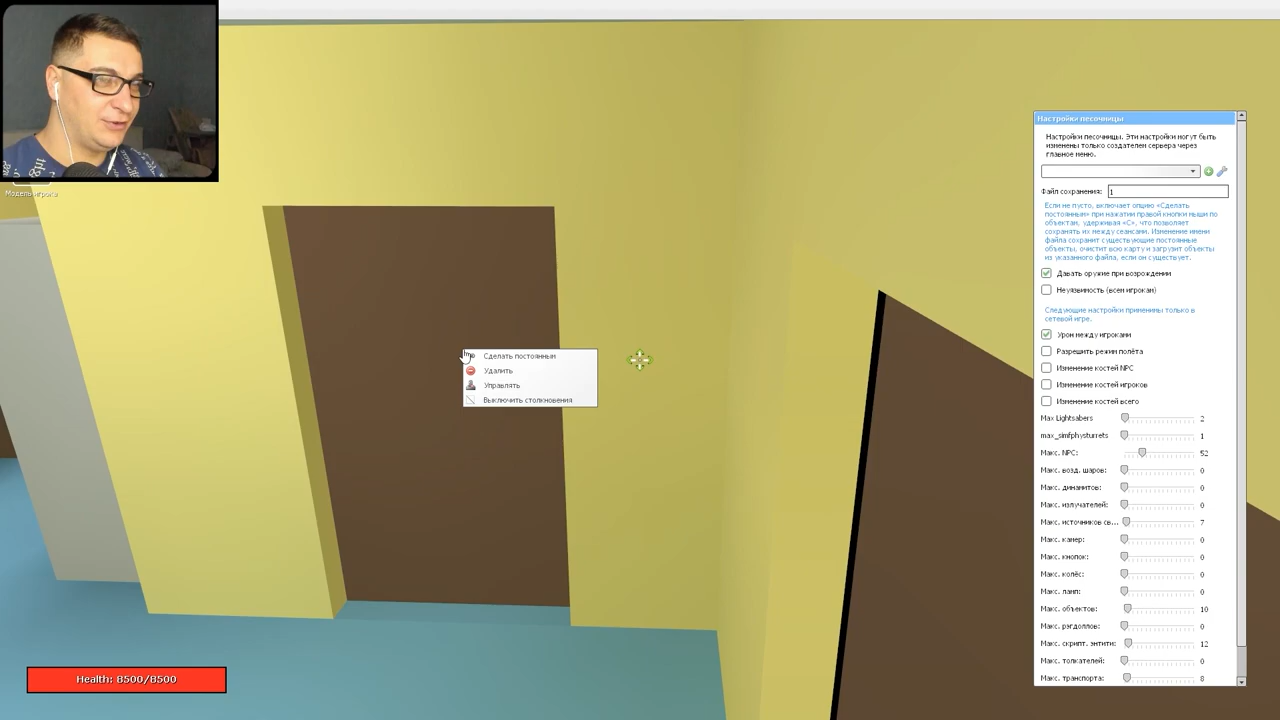 Модель игрока
Сделать постоянным
Удалить
Управлять
Выключить столкновения
Health: 8500/8500
Настройки песочницы
Настройки песочницы. Эти настройки могут быть
изменены только создателем сервера через
главное меню.
Файл сохранения: 1
Если не пусто, включает опцию «Сделать
постоянным» при нажатии правой кнопки мыши по
объектам, удерживая «C», что позволяет
сохранять их между сеансами. Изменение имени
файла сохранит существующие постоянные
объекты, очистит всю карту и загрузит объекты
из указанного файла, если он существует.
Давать оружие при возрождении
Неуязвимость (всем игрокам)
Следующие настройки применимы только в
сетевой игре.
Урон между игроками
Разрешить режим полёта
Изменение костей NPC
Изменение костей игроков
Изменение костей всего
Max Lightsabers 2
max_simfphysturrets 1
Макс. NPC: 52
Макс. возд. шаров: 0
Макс. динамитов: 0
Макс. излучателей: 0
Макс. источников св... 7
Макс. камер: 0
Макс. кнопок: 0
Макс. колёс: 0
Макс. ламп: 0
Макс. объектов: 10
Макс. рэгдоллов: 0
Макс. скрипт. энтити: 12
Макс. толкателей: 0
Макс. транспорта: 8